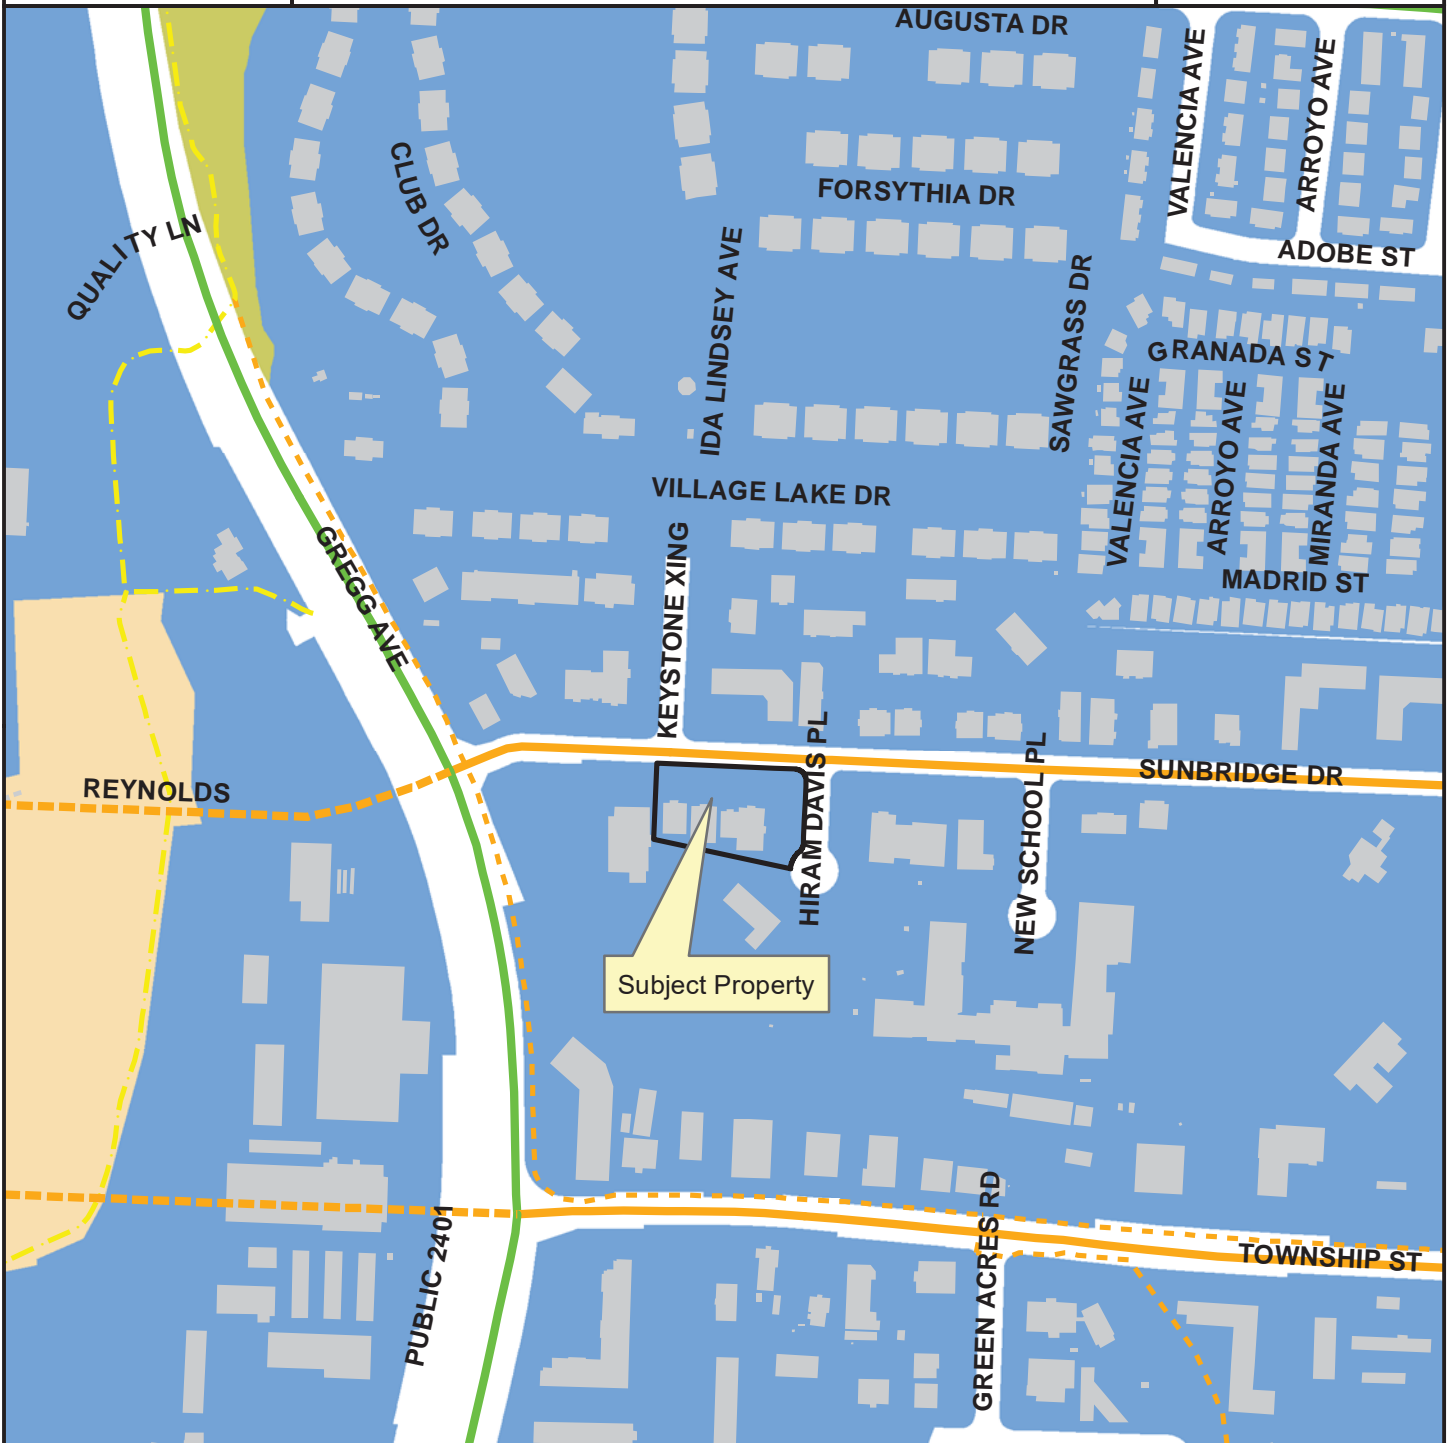 AUGUSTA DR
VALENCIA AVE
ARROYO AVE
CLUB DR
FORSYTHIA DR
QUALITY LN
ADOBE ST
IDA LINDSEY AVE
SAWGRASS DR
GRANADA ST
VALENCIA AVE
ARROYO AVE
MIRANDA AVE
VILLAGE LAKE DR
GREGG AVE
KEYSTONE XING
MADRID ST
REYNOLDS
HIRAM DAVIS PL
NEW SCHOOL PL
SUNBRIDGE DR
Subject Property
PUBLIC 2401
GREEN ACRES RD
TOWNSHIP ST